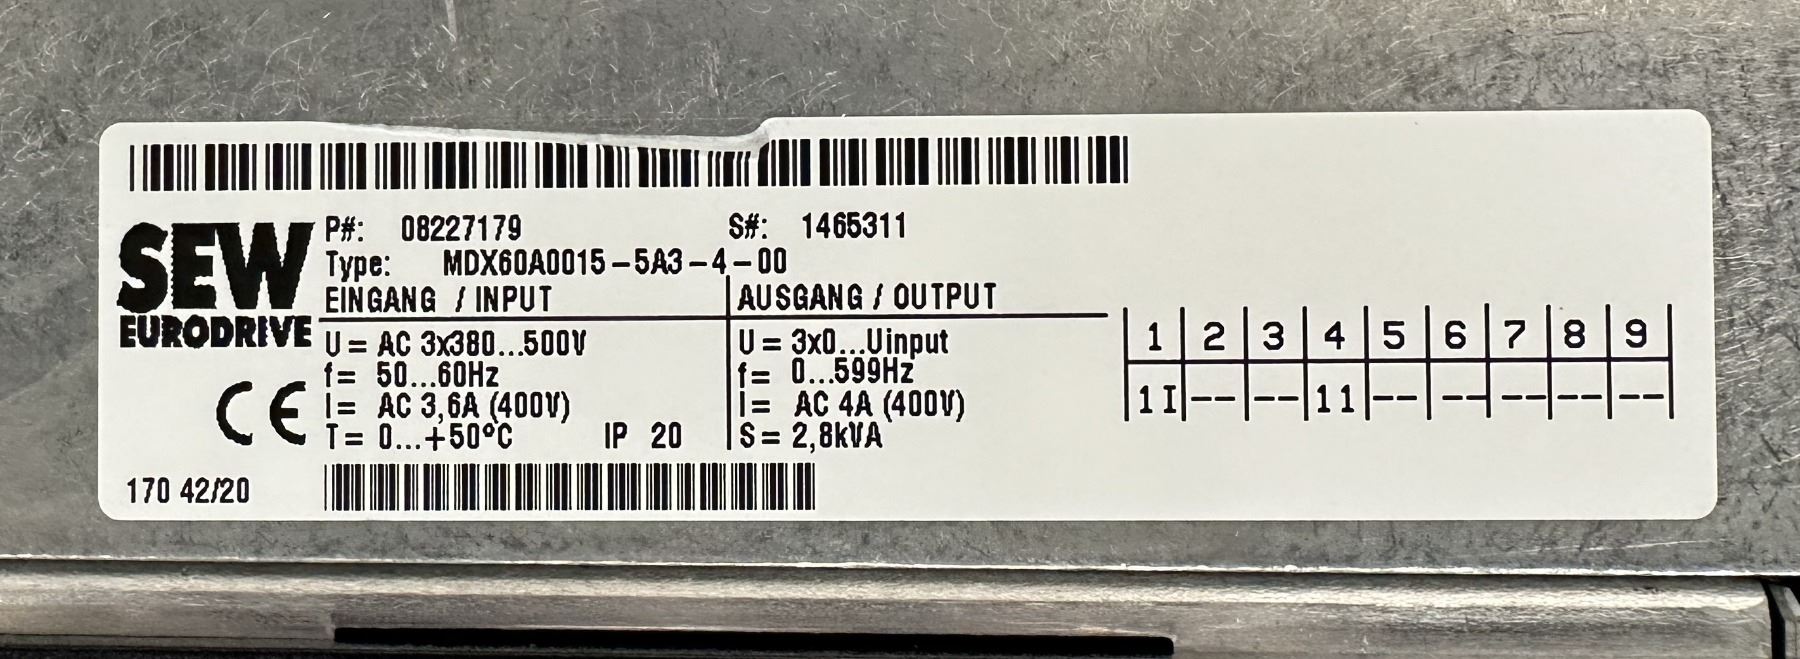 SEW
EURODRIVE
P#: 08227179 S#: 1465311
Type: MDX60A0015-5A3-4-00
EINGANG / INPUT AUSGANG / OUTPUT
U = AC 3x380...500V U = 3x0...Uinput
f= 50...60Hz f= 0...599Hz
I= AC 3,6A (400V) I= AC 4A (400V)
T= 0...+50°C IP 20 S= 2,8kVA
CE
170 42/20
1 2 3 4 5 6 7 8 9
1I -- -- 11 -- -- -- -- --